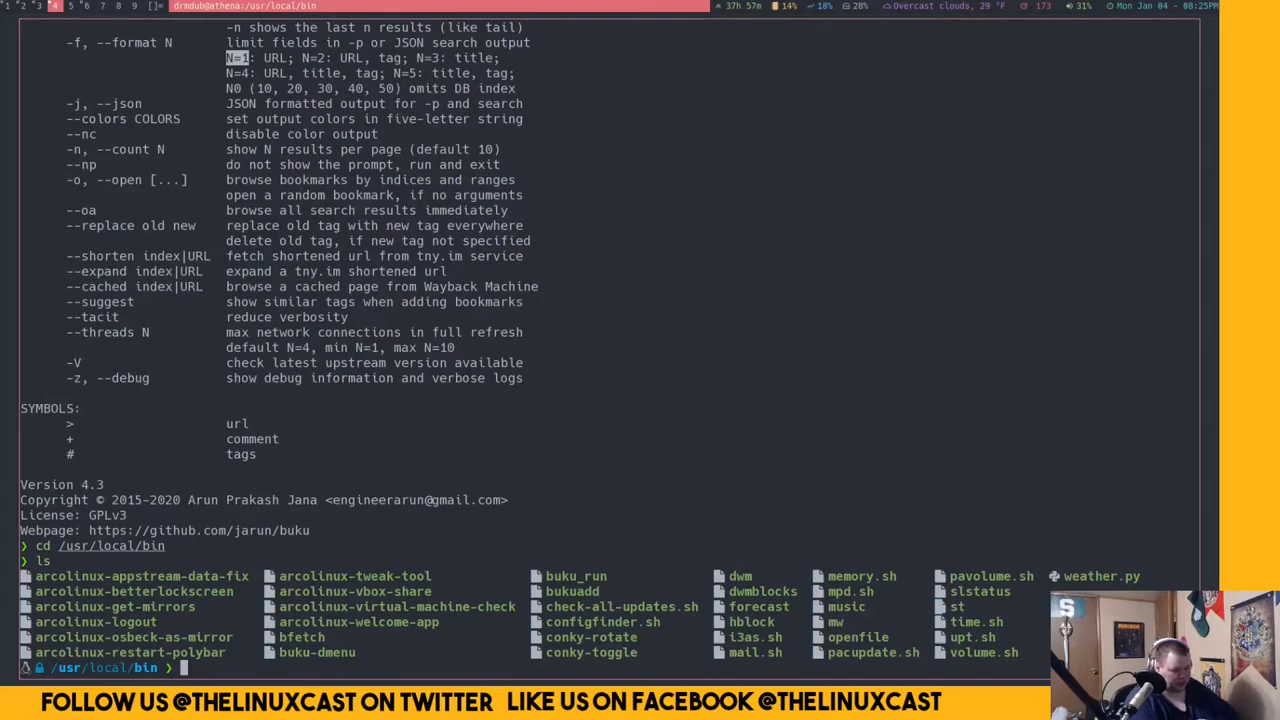 1 2 3 4 5 6 7 8 9 []= drmdub@athena:/usr/local/bin 37h 57m 14% 18% 28% Overcast clouds, 29 °F 173 31% Mon Jan 04 - 08:25PM
-n shows the last n results (like tail)
-f, --format N limit fields in -p or JSON search output
N=1: URL; N=2: URL, tag; N=3: title;
N=4: URL, title, tag; N=5: title, tag;
N0 (10, 20, 30, 40, 50) omits DB index
-j, --json JSON formatted output for -p and search
--colors COLORS set output colors in five-letter string
--nc disable color output
-n, --count N show N results per page (default 10)
--np do not show the prompt, run and exit
-o, --open [...] browse bookmarks by indices and ranges
open a random bookmark, if no arguments
--oa browse all search results immediately
--replace old new replace old tag with new tag everywhere
delete old tag, if new tag not specified
--shorten index|URL fetch shortened url from tny.im service
--expand index|URL expand a tny.im shortened url
--cached index|URL browse a cached page from Wayback Machine
--suggest show similar tags when adding bookmarks
--tacit reduce verbosity
--threads N max network connections in full refresh
default N=4, min N=1, max N=10
-V check latest upstream version available
-z, --debug show debug information and verbose logs
SYMBOLS:
> url
+ comment
# tags
Version 4.3
Copyright © 2015-2020 Arun Prakash Jana <engineerarun@gmail.com>
License: GPLv3
Webpage: https://github.com/jarun/buku
❯ cd /usr/local/bin
❯ ls
arcolinux-appstream-data-fix arcolinux-tweak-tool buku_run dwm memory.sh pavolume.sh weather.py
arcolinux-betterlockscreen arcolinux-vbox-share bukuadd dwmblocks mpd.sh slstatus
arcolinux-get-mirrors arcolinux-virtual-machine-check check-all-updates.sh forecast music st
arcolinux-logout arcolinux-welcome-app configfinder.sh hblock mw time.sh
arcolinux-osbeck-as-mirror bfetch conky-rotate i3as.sh openfile upt.sh
arcolinux-restart-polybar buku-dmenu conky-toggle mail.sh pacupdate.sh volume.sh
/usr/local/bin ❯
FOLLOW US @THELINUXCAST ON TWITTER LIKE US ON FACEBOOK @THELINUXCAST